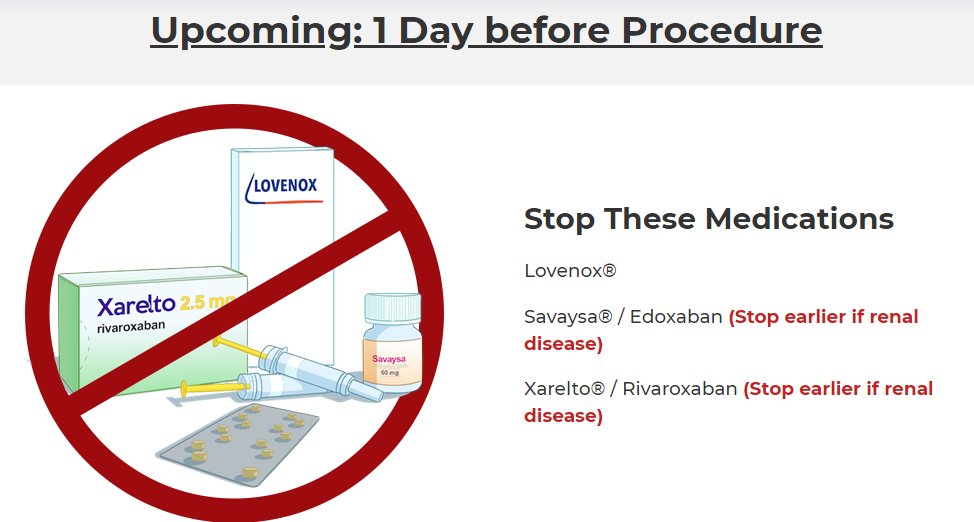 Upcoming: 1 Day before Procedure
LOVENOX
Xarelto 2.5 mg
rivaroxaban
Savaysa
60 mg
Stop These Medications
Lovenox®
Savaysa® / Edoxaban (Stop earlier if renal
disease)
Xarelto® / Rivaroxaban (Stop earlier if renal
disease)